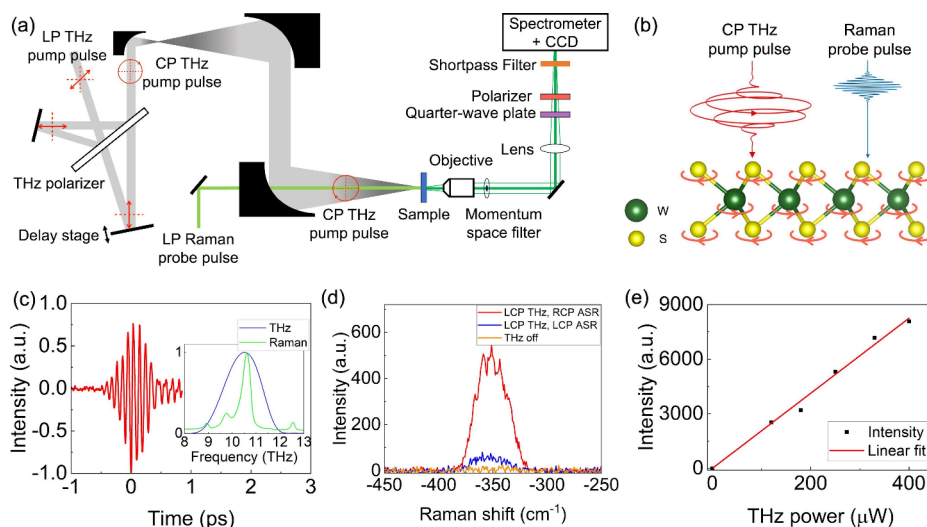 (a)
LP THz
pump pulse
CP THz
pump pulse
THz polarizer
Delay stage
LP Raman
probe pulse
CP THz
pump pulse
Sample
Objective
Momentum
space filter
Lens
Quarter-wave plate
Polarizer
Shortpass Filter
Spectrometer
+ CCD
(b)
CP THz
pump pulse
Raman
probe pulse
W
S
(c)
Intensity (a.u.)
1.0
0.5
0.0
-0.5
-1.0
-1 0 1 2 3
Time (ps)
THz
Raman
1
0
8 9 10 11 12 13
Frequency (THz)
(d)
Intensity (a.u.)
600
400
200
0
-450 -400 -350 -300 -250
Raman shift (cm⁻¹)
LCP THz, RCP ASR
LCP THz, LCP ASR
THz off
(e)
Intensity (a.u.)
9000
6000
3000
0
0 200 400
THz power (μW)
Intensity
Linear fit